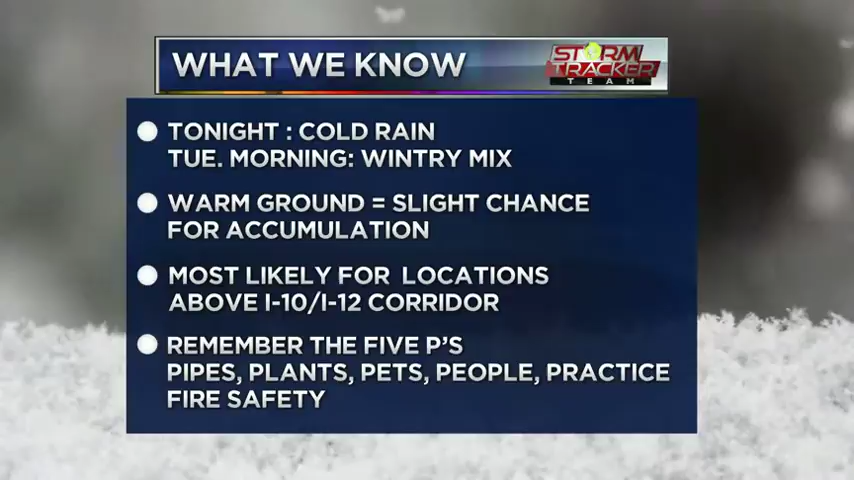 WHAT WE KNOW
STORM
TRACKER
TEAM
TONIGHT : COLD RAIN
TUE. MORNING: WINTRY MIX
WARM GROUND = SLIGHT CHANCE
FOR ACCUMULATION
MOST LIKELY FOR LOCATIONS
ABOVE I-10/I-12 CORRIDOR
REMEMBER THE FIVE P'S
PIPES, PLANTS, PETS, PEOPLE, PRACTICE
FIRE SAFETY